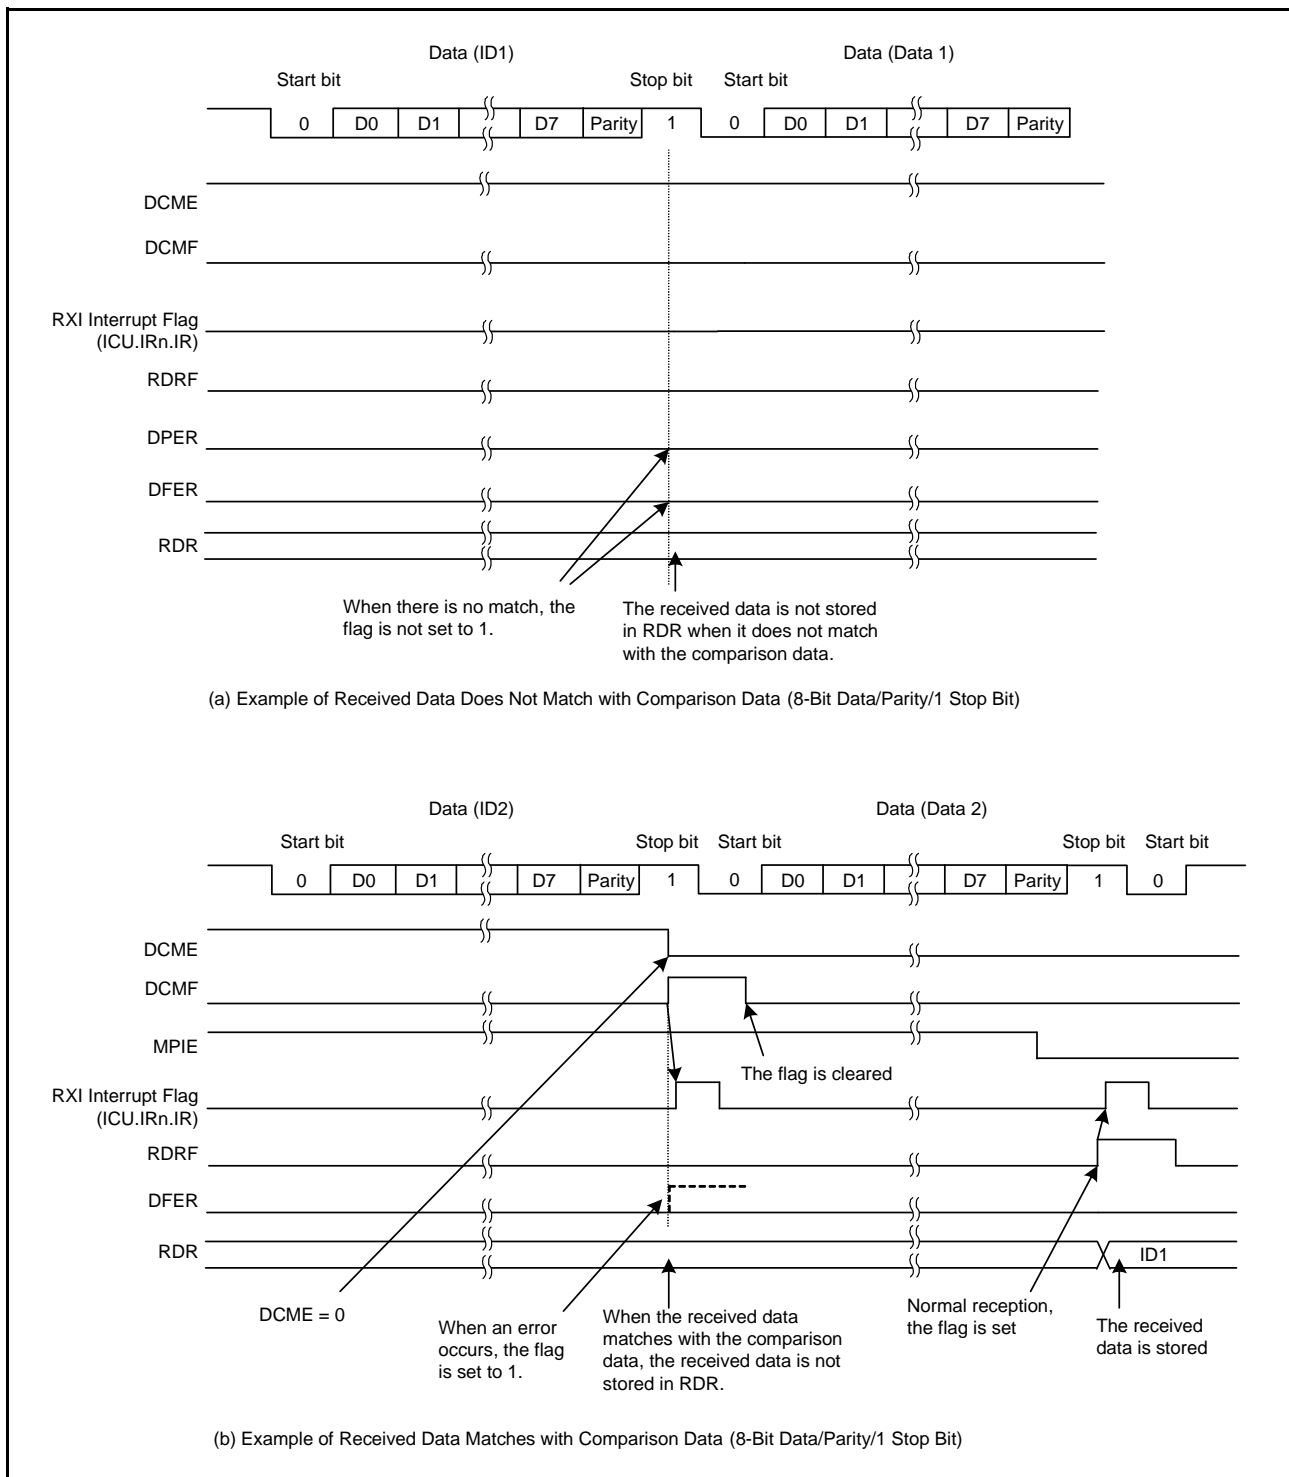 Data (ID1) Data (Data 1)
Start bit Stop bit Start bit
0 D0 D1 D7 Parity 1 0 D0 D1 D7 Parity
DCME
DCMF
RXI Interrupt Flag
(ICU.IRn.IR)
RDRF
DPER
DFER
RDR
When there is no match, the
flag is not set to 1.
The received data is not stored
in RDR when it does not match
with the comparison data.
(a) Example of Received Data Does Not Match with Comparison Data (8-Bit Data/Parity/1 Stop Bit)
Data (ID2) Data (Data 2)
Start bit Stop bit Start bit Stop bit Start bit
0 D0 D1 D7 Parity 1 0 D0 D1 D7 Parity 1 0
DCME
DCMF
MPIE
The flag is cleared
RXI Interrupt Flag
(ICU.IRn.IR)
RDRF
DFER
RDR
ID1
DCME = 0
When an error
occurs, the flag
is set to 1.
When the received data
matches with the comparison
data, the received data is not
stored in RDR.
Normal reception,
the flag is set
The received
data is stored
(b) Example of Received Data Matches with Comparison Data (8-Bit Data/Parity/1 Stop Bit)